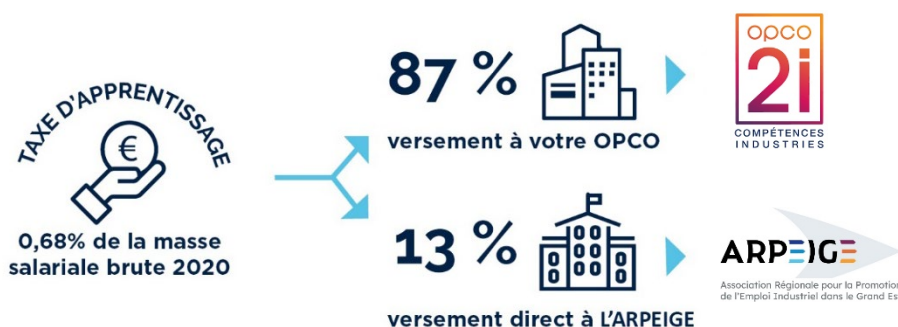 TAXE D'APPRENTISSAGE
€
0,68% de la masse
salariale brute 2020
87 %
versement à votre OPCO
opco
2i
COMPÉTENCES
INDUSTRIES
13 %
versement direct à L'ARPEIGE
ARPEIGE
Association Régionale pour la Promotion
de l'Emploi Industriel dans le Grand Es